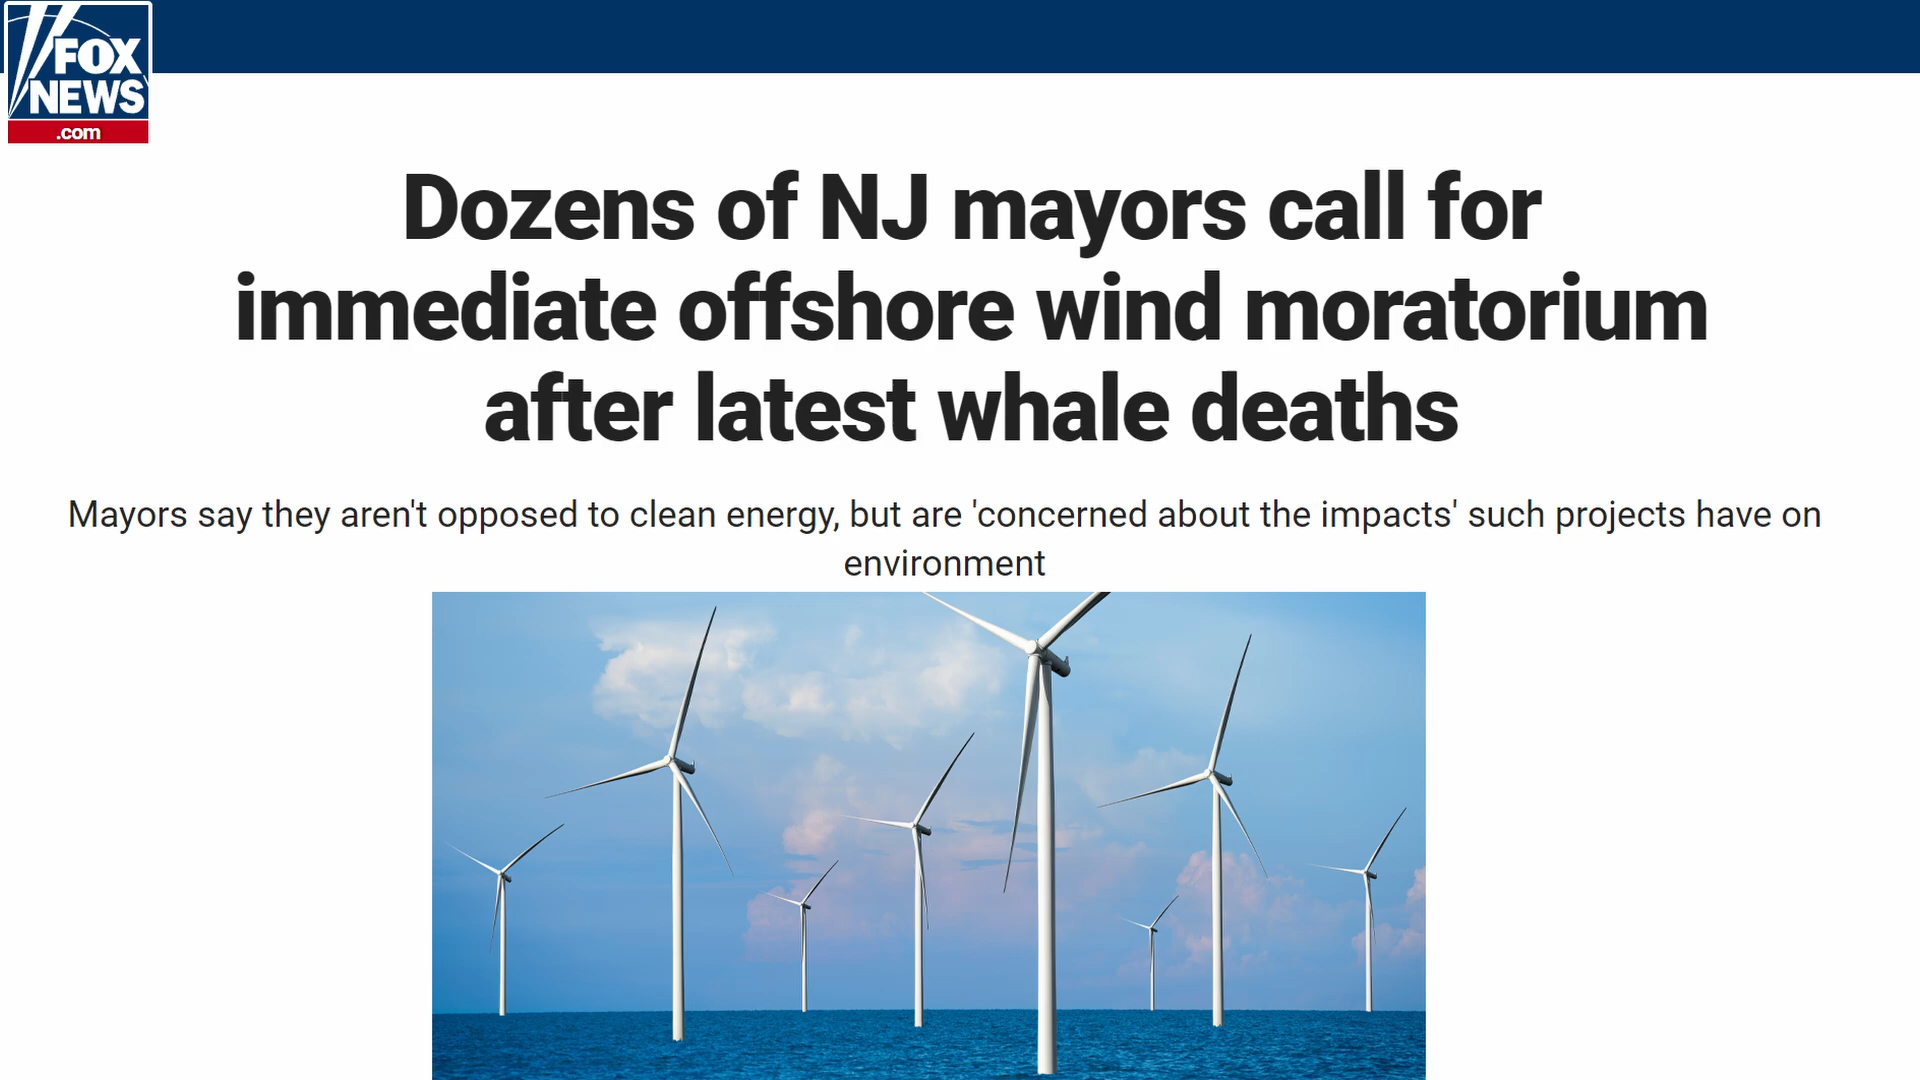 FOX
NEWS
.com
Dozens of NJ mayors call for
immediate offshore wind moratorium
after latest whale deaths
Mayors say they aren't opposed to clean energy, but are 'concerned about the impacts' such projects have on
environment